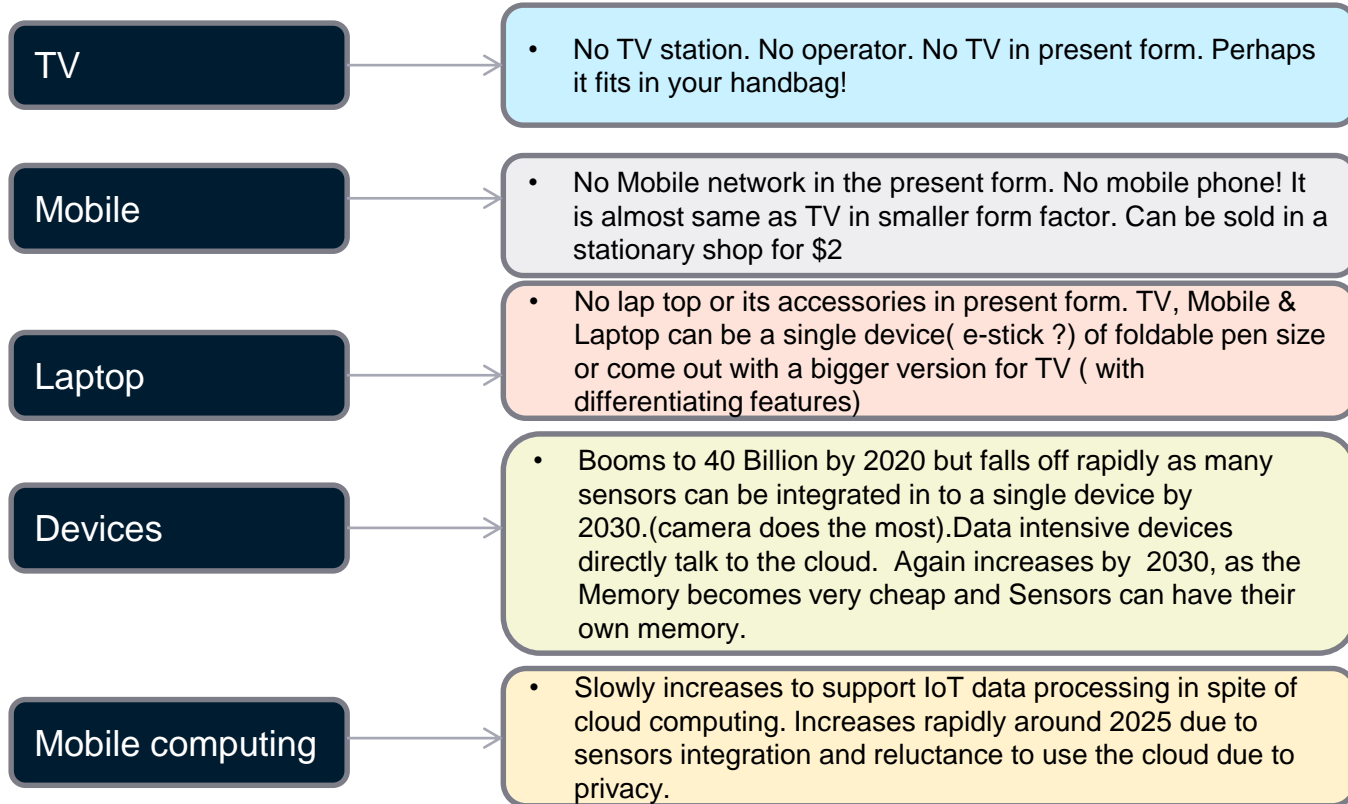 TV
• No TV station. No operator. No TV in present form. Perhaps
it fits in your handbag!
Mobile
• No Mobile network in the present form. No mobile phone! It
is almost same as TV in smaller form factor. Can be sold in a
stationary shop for $2
Laptop
• No lap top or its accessories in present form. TV, Mobile &
Laptop can be a single device( e-stick ?) of foldable pen size
or come out with a bigger version for TV ( with
differentiating features)
Devices
• Booms to 40 Billion by 2020 but falls off rapidly as many
sensors can be integrated in to a single device by
2030.(camera does the most).Data intensive devices
directly talk to the cloud. Again increases by 2030, as the
Memory becomes very cheap and Sensors can have their
own memory.
Mobile computing
• Slowly increases to support IoT data processing in spite of
cloud computing. Increases rapidly around 2025 due to
sensors integration and reluctance to use the cloud due to
privacy.